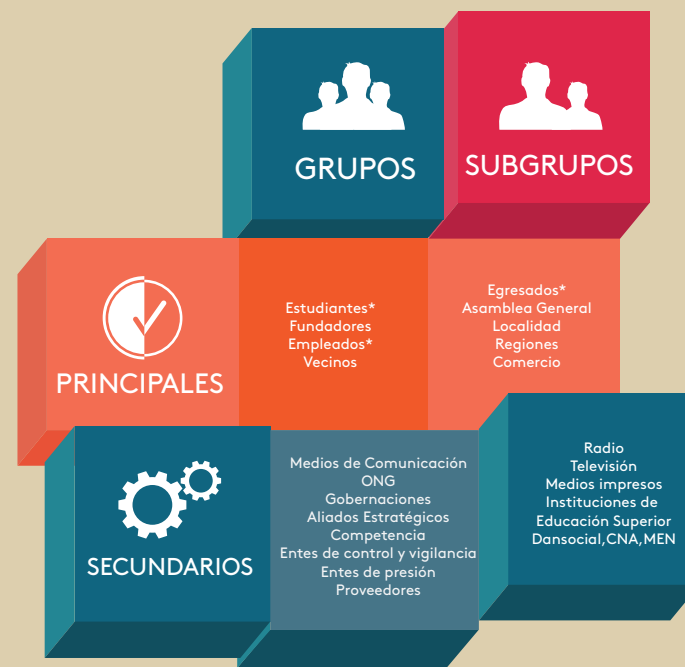 GRUPOS
SUBGRUPOS
PRINCIPALES
Estudiantes*
Fundadores
Empleados*
Vecinos
Egresados*
Asamblea General
Localidad
Regiones
Comercio
SECUNDARIOS
Medios de Comunicación
ONG
Gobernaciones
Aliados Estratégicos
Competencia
Entes de control y vigilancia
Entes de presión
Proveedores
Radio
Televisión
Medios impresos
Instituciones de
Educación Superior
Dansocial,CNA,MEN